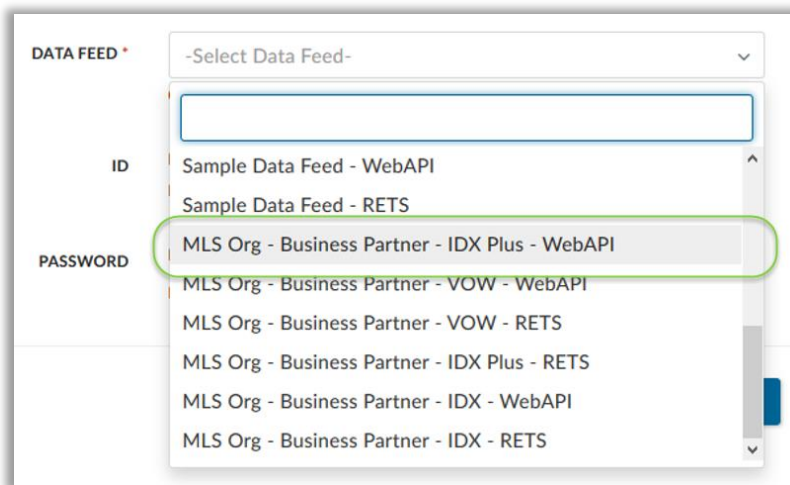 DATA FEED *
-Select Data Feed-
ID
Sample Data Feed - WebAPI
Sample Data Feed - RETS
MLS Org - Business Partner - IDX Plus - WebAPI
PASSWORD
MLS Org - Business Partner - VOW - WebAPI
MLS Org - Business Partner - VOW - RETS
MLS Org - Business Partner - IDX Plus - RETS
MLS Org - Business Partner - IDX - WebAPI
MLS Org - Business Partner - IDX - RETS